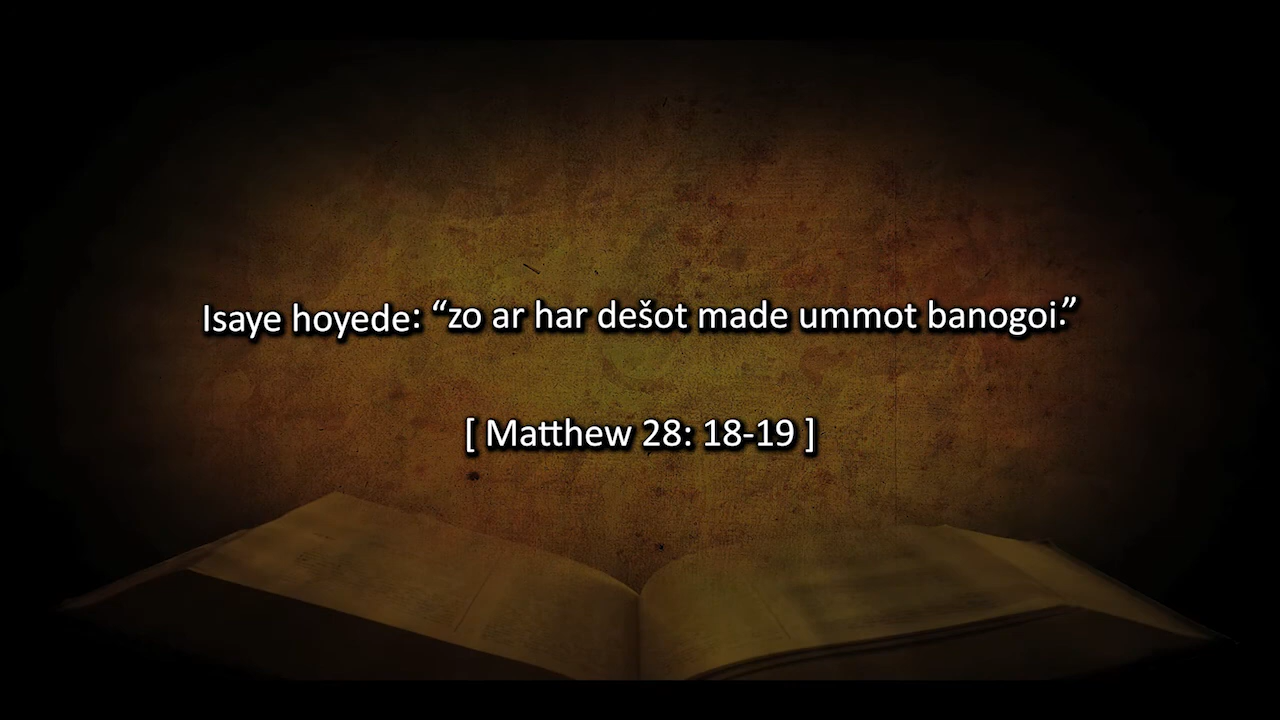 Isaye hoyede: “zo ar har dešot made ummot banogoi.”
[ Matthew 28: 18-19 ]